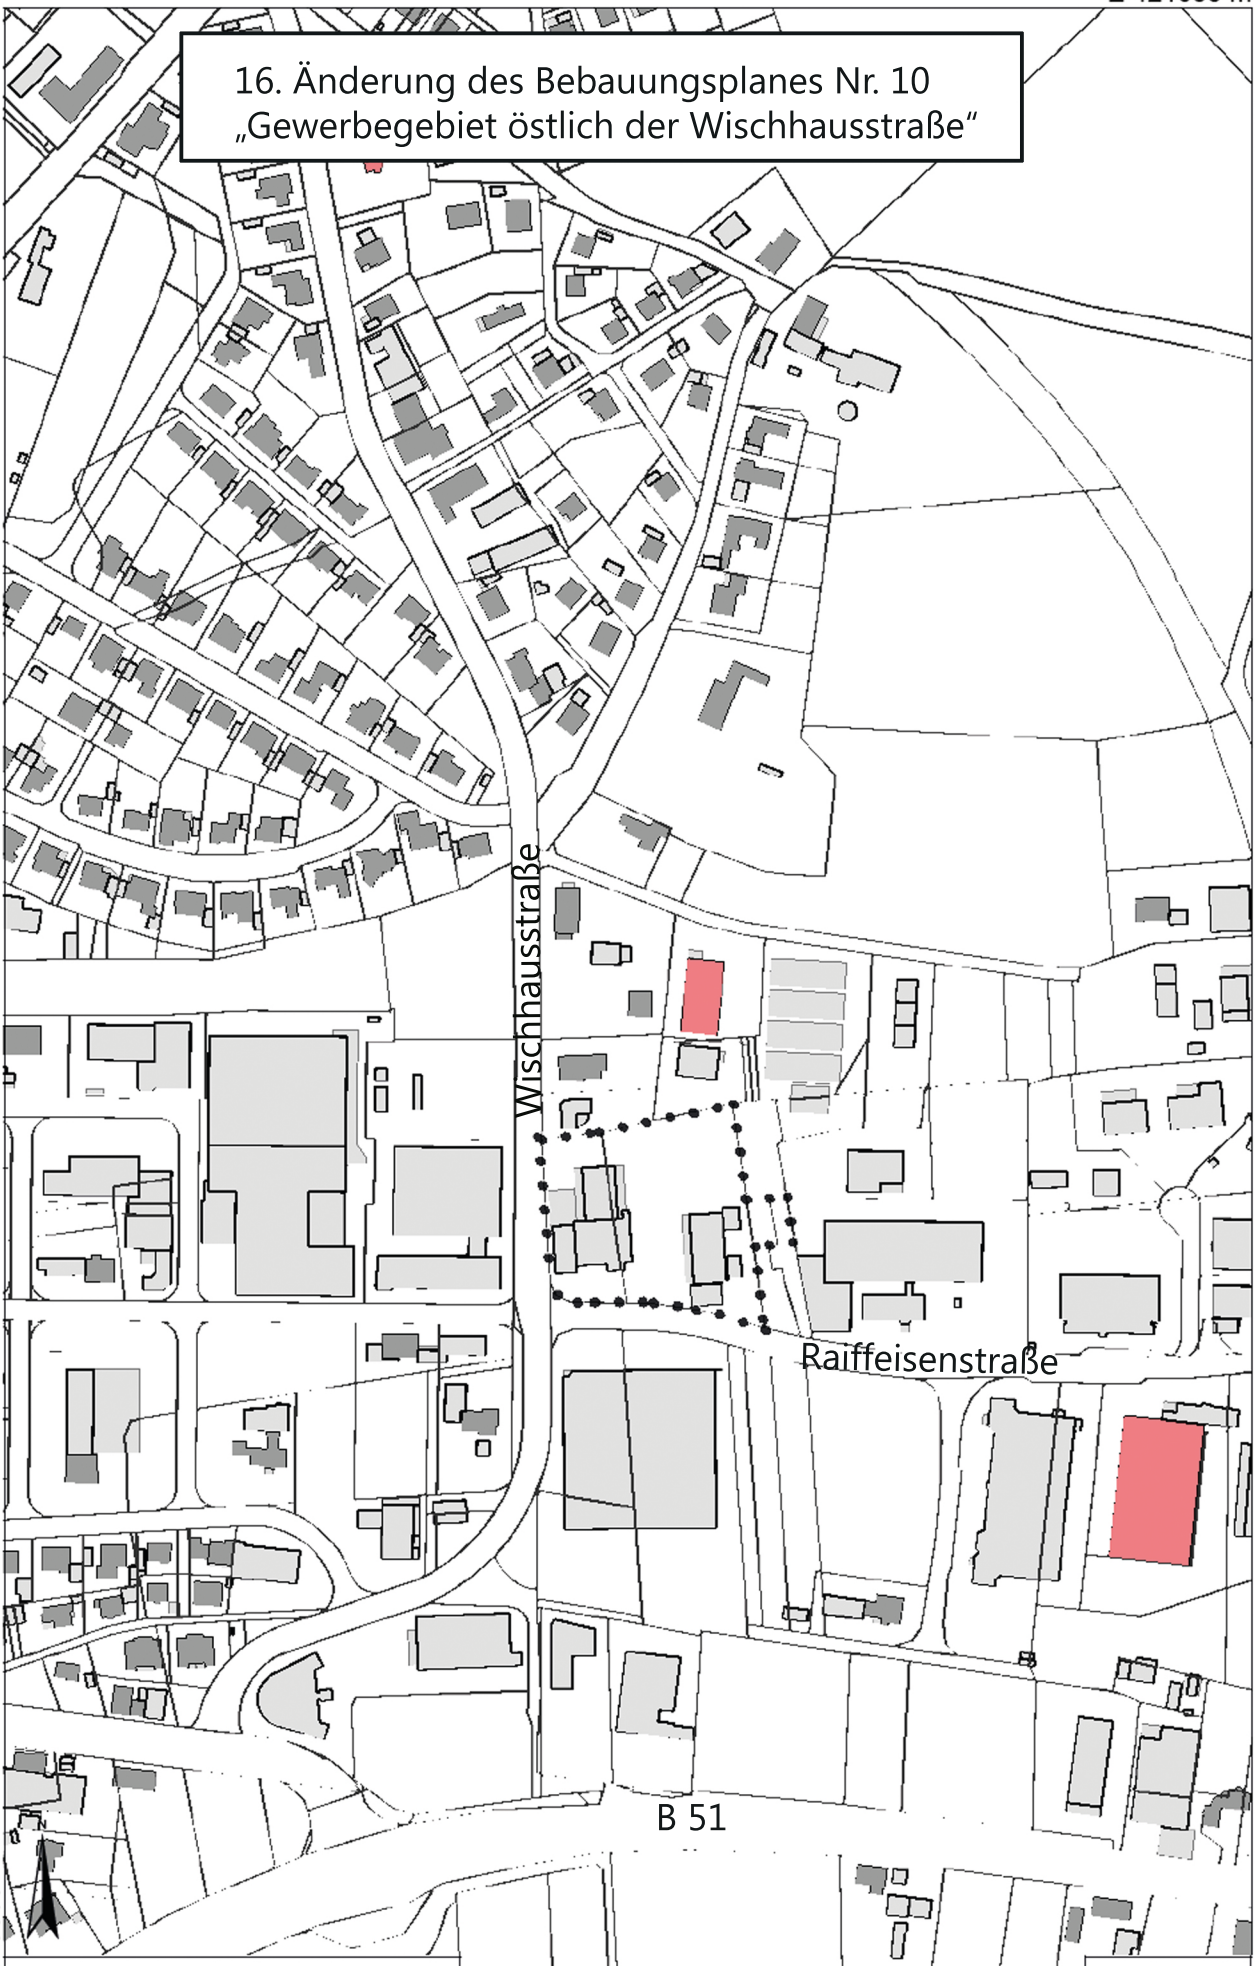 16. Änderung des Bebauungsplanes Nr. 10
„Gewerbegebiet östlich der Wischhausstraße“
Wischhausstraße
Raiffeisenstraße
B 51